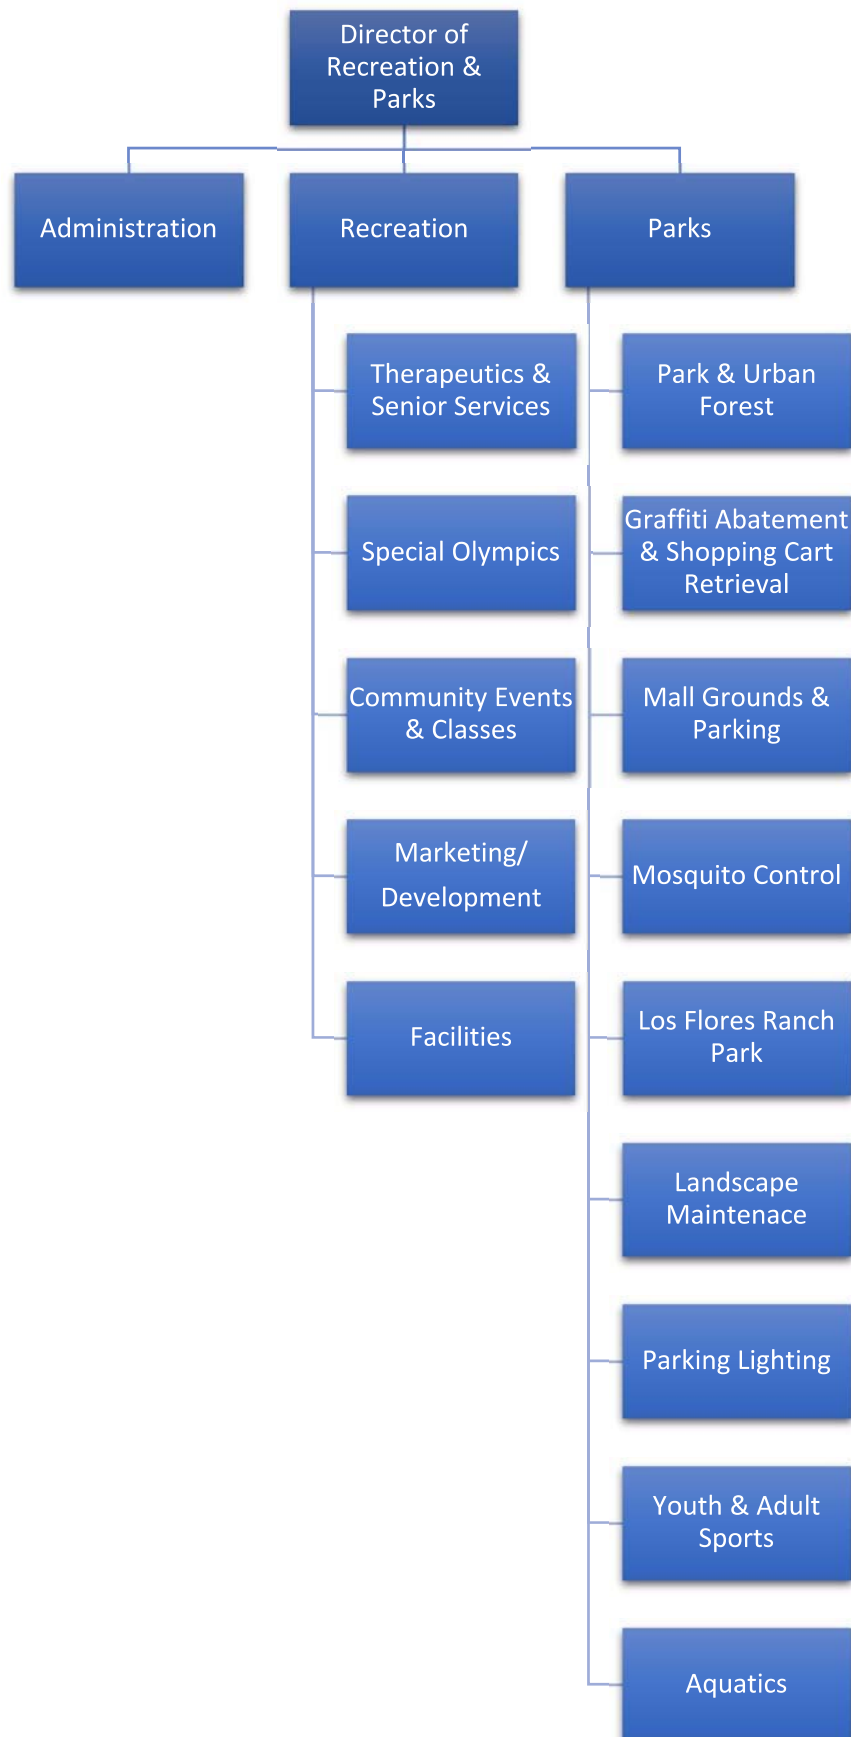 Director of
Recreation &
Parks
Administration
Recreation
Parks
Therapeutics &
Senior Services
Special Olympics
Community Events
& Classes
Marketing/
Development
Facilities
Park & Urban
Forest
Graffiti Abatement
& Shopping Cart
Retrieval
Mall Grounds &
Parking
Mosquito Control
Los Flores Ranch
Park
Landscape
Maintenace
Parking Lighting
Youth & Adult
Sports
Aquatics